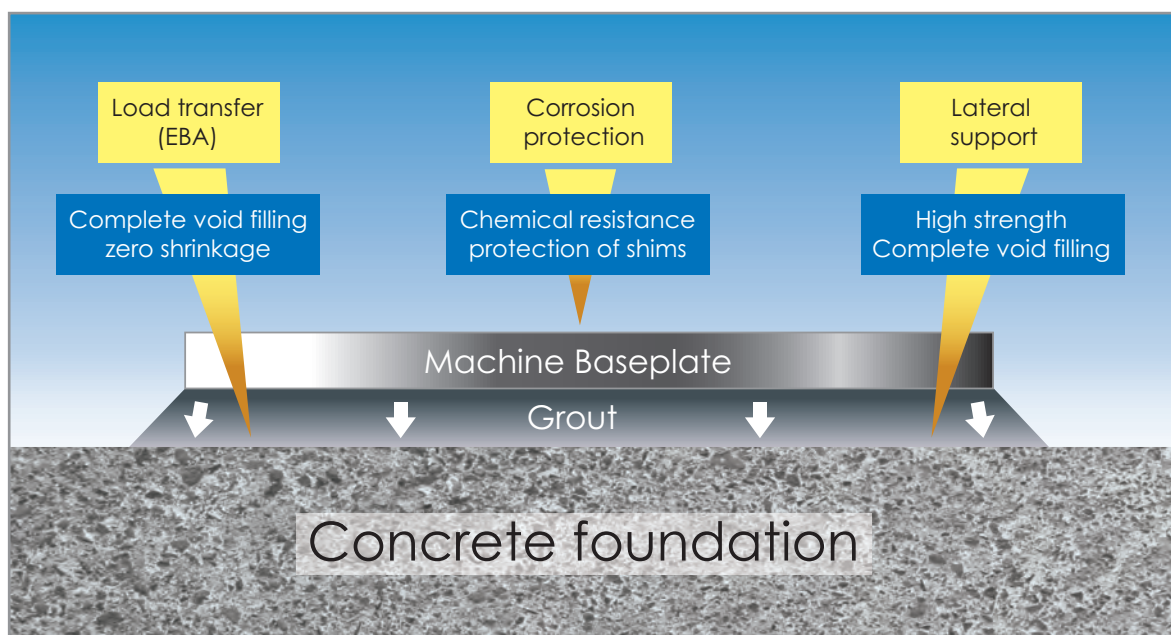 Load transfer
(EBA)
Corrosion
protection
Lateral
support
Complete void filling
zero shrinkage
Chemical resistance
protection of shims
High strength
Complete void filling
Machine Baseplate
Grout
Concrete foundation